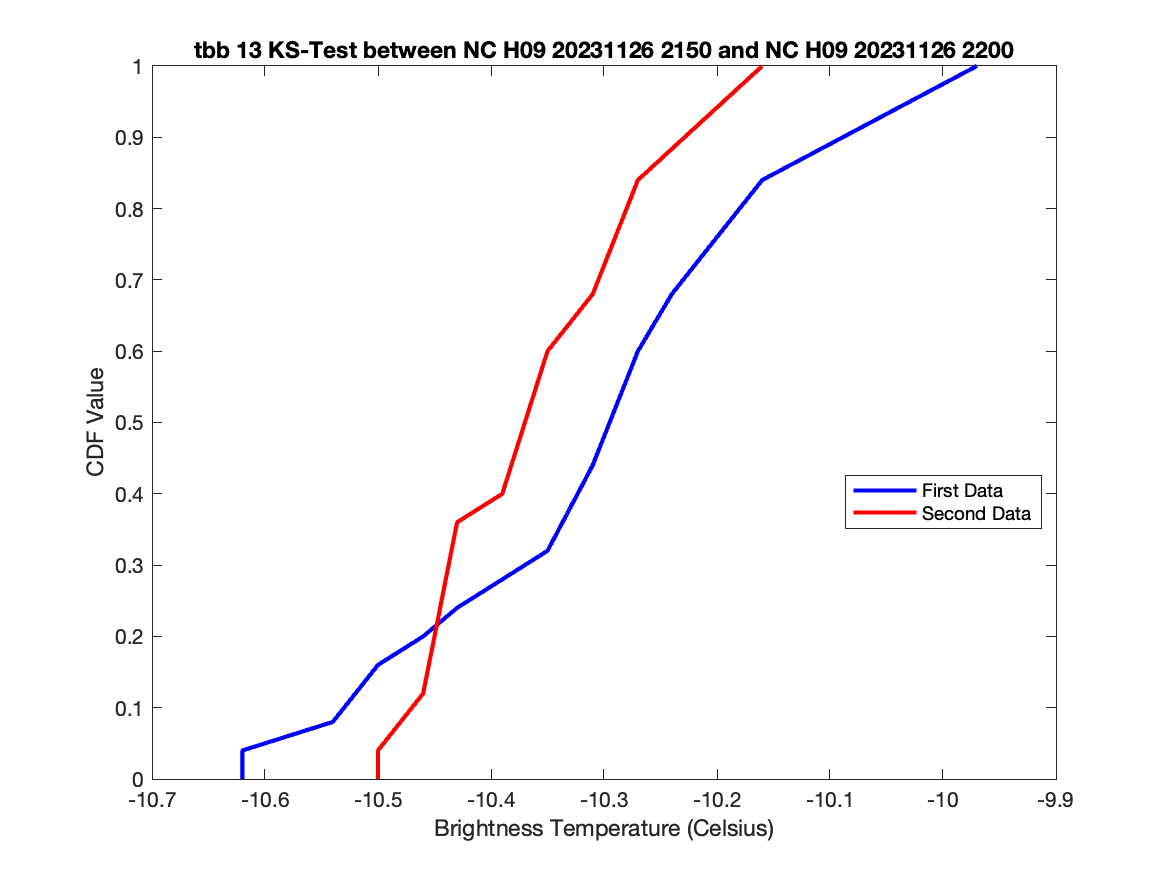 tbb 13 KS-Test between NC H09 20231126 2150 and NC H09 20231126 2200
1
0.9
0.8
0.7
0.6
0.5
0.4
0.3
0.2
0.1
0
CDF Value
First Data
Second Data
-10.7 -10.6 -10.5 -10.4 -10.3 -10.2 -10.1 -10 -9.9
Brightness Temperature (Celsius)